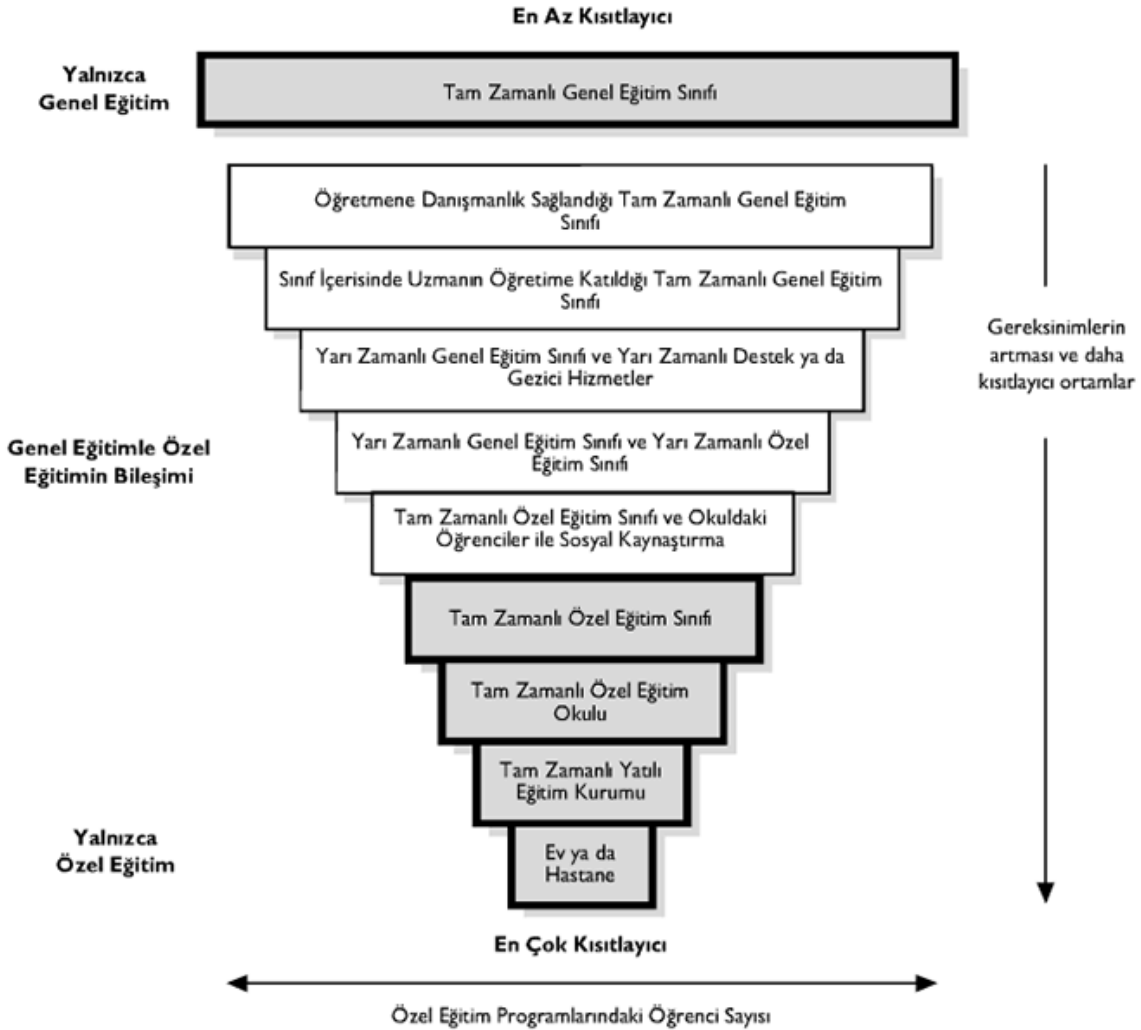 En Az Kısıtlayıcı
Yalnızca
Genel Eğitim
Tam Zamanlı Genel Eğitim Sınıfı
Öğretmene Danışmanlık Sağlandığı Tam Zamanlı Genel Eğitim
Sınıfı
Sınıf İçerisinde Uzmanın Öğretime Katıldığı Tam Zamanlı Genel Eğitim
Sınıfı
Yarı Zamanlı Genel Eğitim Sınıfı ve Yarı Zamanlı Destek ya da
Gezici Hizmetler
Gereksinimlerin
artması ve daha
kısıtlayıcı ortamlar
Genel Eğitimle Özel
Eğitimin Bileşimi
Yarı Zamanlı Genel Eğitim Sınıfı ve Yarı Zamanlı Özel
Eğitim Sınıfı
Tam Zamanlı Özel Eğitim Sınıfı ve Okuldaki
Öğrenciler ile Sosyal Kaynaştırma
Tam Zamanlı Özel Eğitim Sınıfı
Tam Zamanlı Özel Eğitim
Okulu
Tam Zamanlı Yatılı
Eğitim Kurumu
Yalnızca
Özel Eğitim
Ev ya da
Hastane
En Çok Kısıtlayıcı
Özel Eğitim Programlarındaki Öğrenci Sayısı